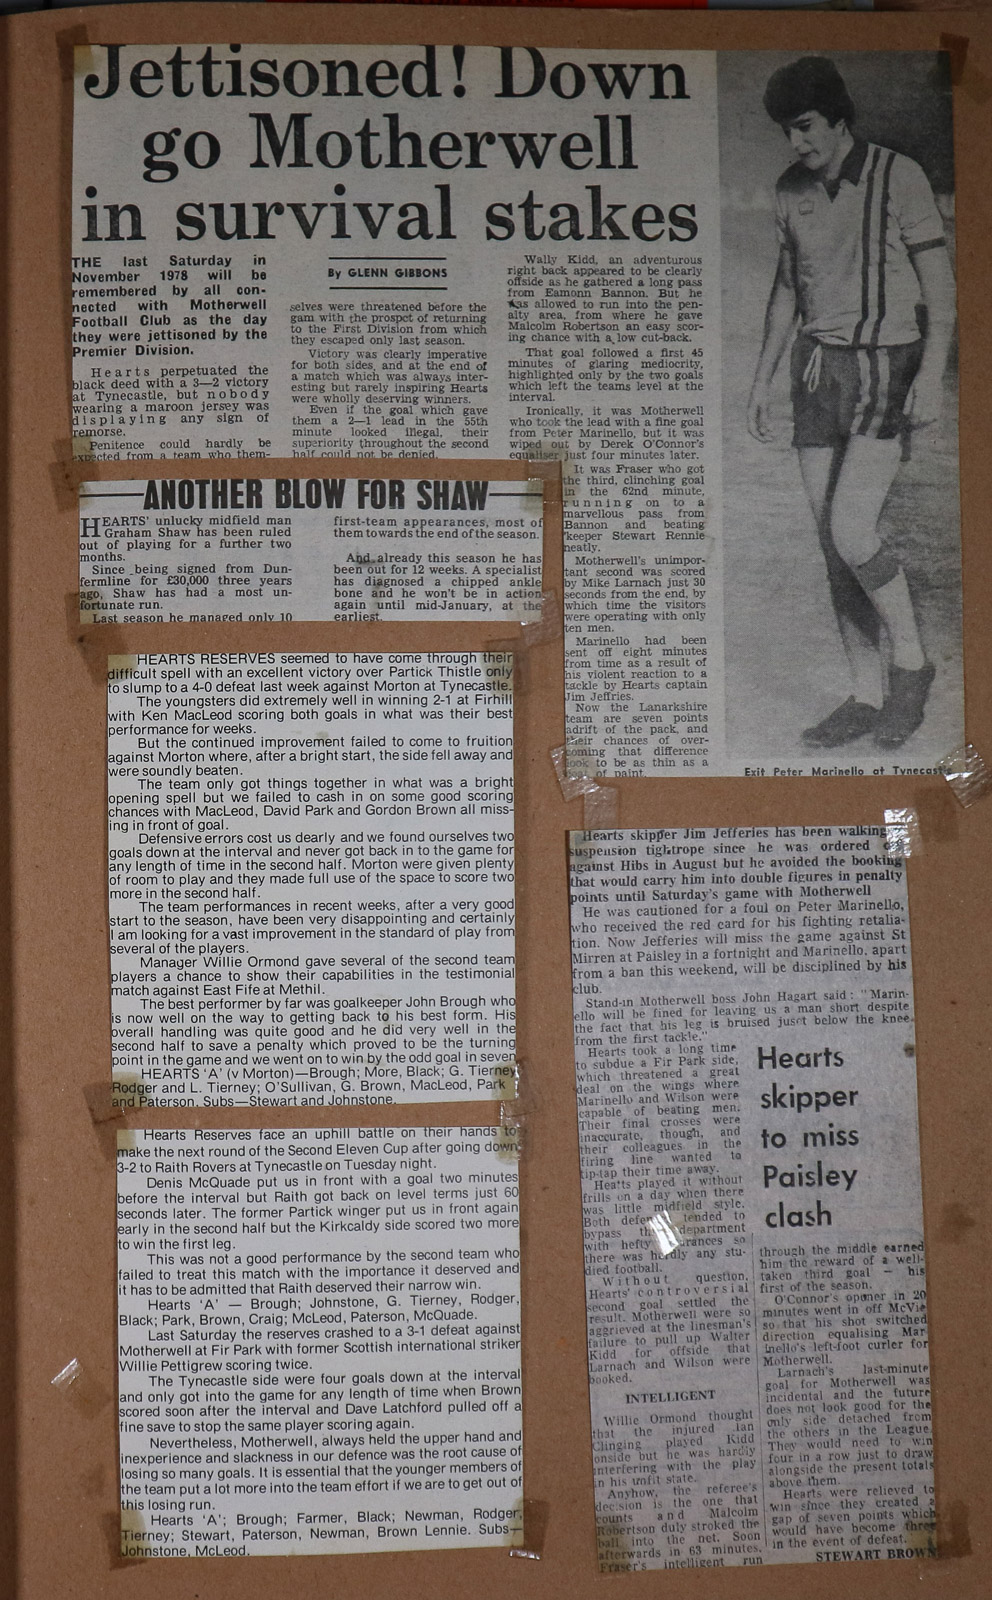 Jettisoned! Down
go Motherwell
in survival stakes
THE last Saturday in
November 1978 will be
remembered by all con-
nected with Motherwell
Football Club as the day
they were jettisoned by the
Premier Division.
Hearts perpetuated the
black deed with a 3—2 victory
at Tynecastle, but nobody
wearing a maroon jersey was
displaying any sign of
remorse.
Penitence could hardly be
expected from a team who them-
By GLENN GIBBONS
selves were threatened before the
gam with the prospet of returning
to the First Division from which
they escaped only last season.
Victory was clearly imperative
for both sides, and at the end of
a match which was always inter-
esting but rarely inspiring Hearts
were wholly deserving winners.
Even if the goal which gave
them a 2—1 lead in the 55th
minute looked illegal, their
superiority throughout the second
half could not be denied.
Wally Kidd, an adventurous
right back appeared to be clearly
offside as he gathered a long pass
from Eamonn Bannon. But he
was allowed to run into the pen-
alty area, from where he gave
Malcolm Robertson an easy scor-
ing chance with a low cut-back.
That goal followed a first 45
minutes of glaring mediocrity,
highlighted only by the two goals
which left the teams level at the
interval.
Ironically, it was Motherwell
who took the lead with a fine goal
from Peter Marinello, but it was
wiped out by Derek O'Connor's
equaliser just four minutes later.
It was Fraser who got
the third, clinching goal
in the 62nd minute,
running on to a
marvellous pass from
Bannon and beating
keeper Stewart Rennie
neatly.
Motherwell's unimpor-
tant second was scored
by Mike Larnach just 30
seconds from the end, by
which time the visitors
were operating with only
ten men.
Marinello had been
sent off eight minutes
from time as a result of
his violent reaction to a
tackle by Hearts captain
Jim Jeffries.
Now the Lanarkshire
team are seven points
adrift of the pack, and
their chances of over-
coming that difference
look to be as thin as a
of paint.
Exit Peter Marinello at Tynecastle
ANOTHER BLOW FOR SHAW
HEARTS' unlucky midfield man
Graham Shaw has been ruled
out of playing for a further two
months.
Since being signed from Dun-
fermline for £30,000 three years
ago, Shaw has had a most un-
fortunate run.
Last season he managed only 10
first-team appearances, most of
them towards the end of the season.
And already this season he has
been out for 12 weeks. A specialist
has diagnosed a chipped ankle
bone and he won't be in action
again until mid-January, at the
earliest.
HEARTS RESERVES seemed to have come through their
difficult spell with an excellent victory over Partick Thistle only
to slump to a 4-0 defeat last week against Morton at Tynecastle.
The youngsters did extremely well in winning 2-1 at Firhill
with Ken MacLeod scoring both goals in what was their best
performance for weeks.
But the continued improvement failed to come to fruition
against Morton where, after a bright start, the side fell away and
were soundly beaten.
The team only got things together in what was a bright
opening spell but we failed to cash in on some good scoring
chances with MacLeod, David Park and Gordon Brown all miss-
ing in front of goal.
Defensive errors cost us dearly and we found ourselves two
goals down at the interval and never got back in to the game for
any length of time in the second half. Morton were given plenty
of room to play and they made full use of the space to score two
more in the second half.
The team performances in recent weeks, after a very good
start to the season, have been very disappointing and certainly
I am looking for a vast improvement in the standard of play from
several of the players.
Manager Willie Ormond gave several of the second team
players a chance to show their capabilities in the testimonial
match against East Fife at Methil.
The best performer by far was goalkeeper John Brough who
is now well on the way to getting back to his best form. His
overall handling was quite good and he did very well in the
second half to save a penalty which proved to be the turning
point in the game and we went on to win by the odd goal in seven
HEARTS 'A' (v Morton)—Brough; More, Black; G. Tierney,
Rodger and L. Tierney; O'Sullivan, G. Brown, MacLeod, Park
and Paterson, Subs—Stewart and Johnstone.
Hearts Reserves face an uphill battle on their hands to
make the next round of the Second Eleven Cup after going down
3-2 to Raith Rovers at Tynecastle on Tuesday night.
Denis McQuade put us in front with a goal two minutes
before the interval but Raith got back on level terms just 60
seconds later. The former Partick winger put us in front again
early in the second half but the Kirkcaldy side scored two more
to win the first leg.
This was not a good performance by the second team who
failed to treat this match with the importance it deserved and
it has to be admitted that Raith deserved their narrow win.
Hearts 'A' — Brough; Johnstone, G. Tierney, Rodger,
Black; Park, Brown, Craig; McLeod, Paterson, McQuade.
Last Saturday the reserves crashed to a 3-1 defeat against
Motherwell at Fir Park with former Scottish international striker
Willie Pettigrew scoring twice.
The Tynecastle side were four goals down at the interval
and only got into the game for any length of time when Brown
scored soon after the interval and Dave Latchford pulled off a
fine save to stop the same player scoring again.
Nevertheless, Motherwell, always held the upper hand and
inexperience and slackness in our defence was the root cause of
losing so many goals. It is essential that the younger members of
the team put a lot more into the team effort if we are to get out of
this losing run.
Hearts 'A'; Brough; Farmer, Black; Newman, Rodger,
Tierney; Stewart, Paterson, Newman, Brown Lennie. Subs—
Johnstone, McLeod.
Hearts skipper Jim Jefferies has been walking
suspension tightrope since he was ordered off
against Hibs in August but he avoided the booking
that would carry him into double figures in penalty
points until Saturday's game with Motherwell
He was cautioned for a foul on Peter Marinello,
who received the red card for his fighting retalia-
tion. Now Jefferies will miss the game against St
Mirren at Paisley in a fortnight and Marinello, apart
from a ban this weekend, will be disciplined by his
club.
Stand-in Motherwell boss John Hagart said: "Marin-
ello will be fined for leaving us a man short despite
the fact that his leg is bruised jusct below the knee
from the first tackle."
Hearts took a long time
to subdue a Fir Park side,
which threatened a great
deal on the wings where
Marinello and Wilson were
capable of beating men.
Their final crosses were
inaccurate, though, and
their colleagues in the
firing line wanted to
tip-tap their time away.
Hearts played it without
frills on a day when there
was little midfield style.
Both defences tended to
bypass the department
with hefty clearances so
there was hardly any stu-
died football.
Without question,
Hearts' controversial
second goal settled the
result. Motherwell were so
aggrieved at the linesman's
failure to pull up Walter
Kidd for offside that
Larnach and Wilson were
booked.
INTELLIGENT
Willie Ormond thought
that the injured Ian
Clinging played Kidd
onside but he was hardly
interfering with the play
in his unfit state.
Anyhow, the referee's
decision is the one that
counts and Malcolm
Robertson duly stroked the
ball into the net. Soon
afterwards in 63 minutes,
Fraser's intelligent run
Hearts
skipper
to miss
Paisley
clash
through the middle earned
him the reward of a well-
taken third goal — his
first of the season.
O'Connor's opener in 20
minutes went in off McVie
so that his shot switched
direction equalising Mar
inello's left-foot curler for
Motherwell.
Larnach's last-minute
goal for Motherwell was
incidental and the future
does not look good for the
only side detached from
the others in the League.
They would need to win
four in a row just to draw
alongside the present totals
above them.
Hearts were relieved to
win since they created a
gap of seven points which
would have become three
in the event of defeat.
STEWART BROWN